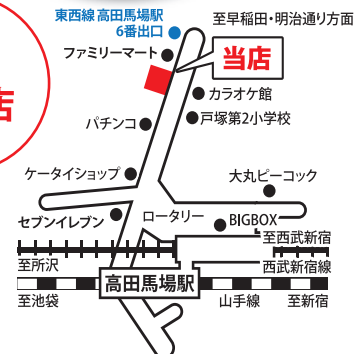 東西線 高田馬場駅
6番出口
至早稲田・明治通り方面
ファミリーマート
当店
店
カラオケ館
戸塚第2小学校
パチンコ
ケータイショップ
大丸ピーコック
セブンイレブン
ロータリー
BIGBOX
至西武新宿
至所沢
西武新宿線
高田馬場駅
至池袋
山手線
至新宿